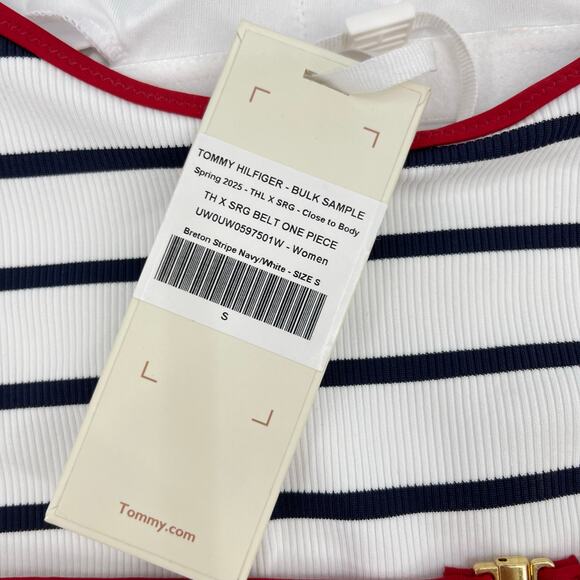 TOMMY HILFIGER - BULK SAMPLE
Spring 2025 - THL X SRG - Close to Body
TH X SRG BELT ONE PIECE
UW0UW0597501W - Women
Breton Stripe Navy/White - SIZE S
S
Tommy.com